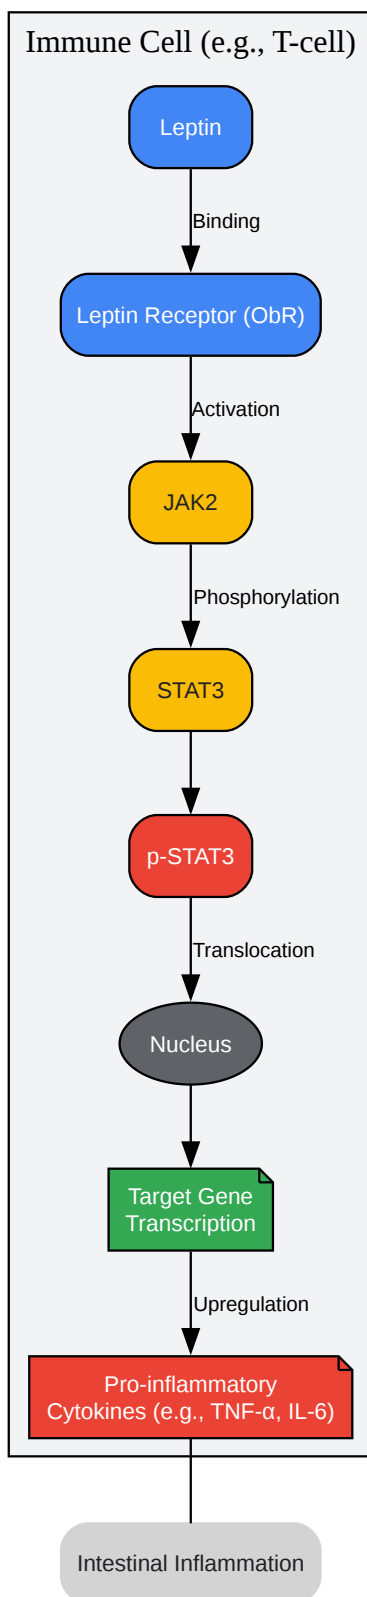 Immune Cell (e.g., T-cell)
Leptin
Binding
Leptin Receptor (ObR)
Activation
JAK2
Phosphorylation
STAT3
p-STAT3
Translocation
Nucleus
Target Gene
Transcription
Upregulation
Pro-inflammatory
Cytokines (e.g., TNF-α, IL-6)
Intestinal Inflammation